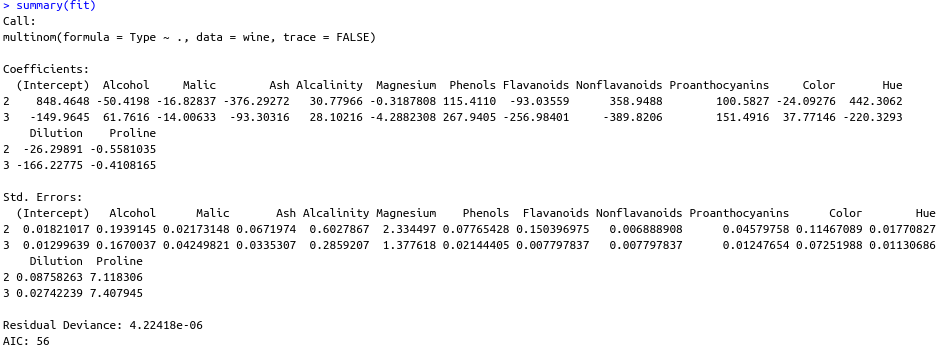 > summary(fit)
Call:
multinom(formula = Type ~ ., data = wine, trace = FALSE)
Coefficients:
  (Intercept)  Alcohol     Malic        Ash Alcalinity  Magnesium  Phenols Flavanoids Nonflavanoids Proanthocyanins     Color       Hue
2    848.4648 -50.4198 -16.82837 -376.29272   30.77966 -0.3187808 115.4110  -93.03559      358.9488        100.5827 -24.09276  442.3062
3   -149.9645  61.7616 -14.00633  -93.30316   28.10216 -4.2882308 267.9405 -256.98401     -389.8206        151.4916  37.77146 -220.3293
    Dilution    Proline
2  -26.29891 -0.5581035
3 -166.22775 -0.4108165
Std. Errors:
  (Intercept)   Alcohol      Malic       Ash Alcalinity Magnesium    Phenols  Flavanoids Nonflavanoids Proanthocyanins      Color        Hue
2  0.01821017 0.1939145 0.02173148 0.0671974  0.6027867  2.334497 0.07765428 0.150396975   0.006888908      0.04579758 0.11467089 0.01770827
3  0.01299639 0.1670037 0.04249821 0.0335307  0.2859207  1.377618 0.02144405 0.007797837   0.007797837      0.01247654 0.07251988 0.01130686
    Dilution  Proline
2 0.08758263 7.118306
3 0.02742239 7.407945
Residual Deviance: 4.22418e-06
AIC: 56